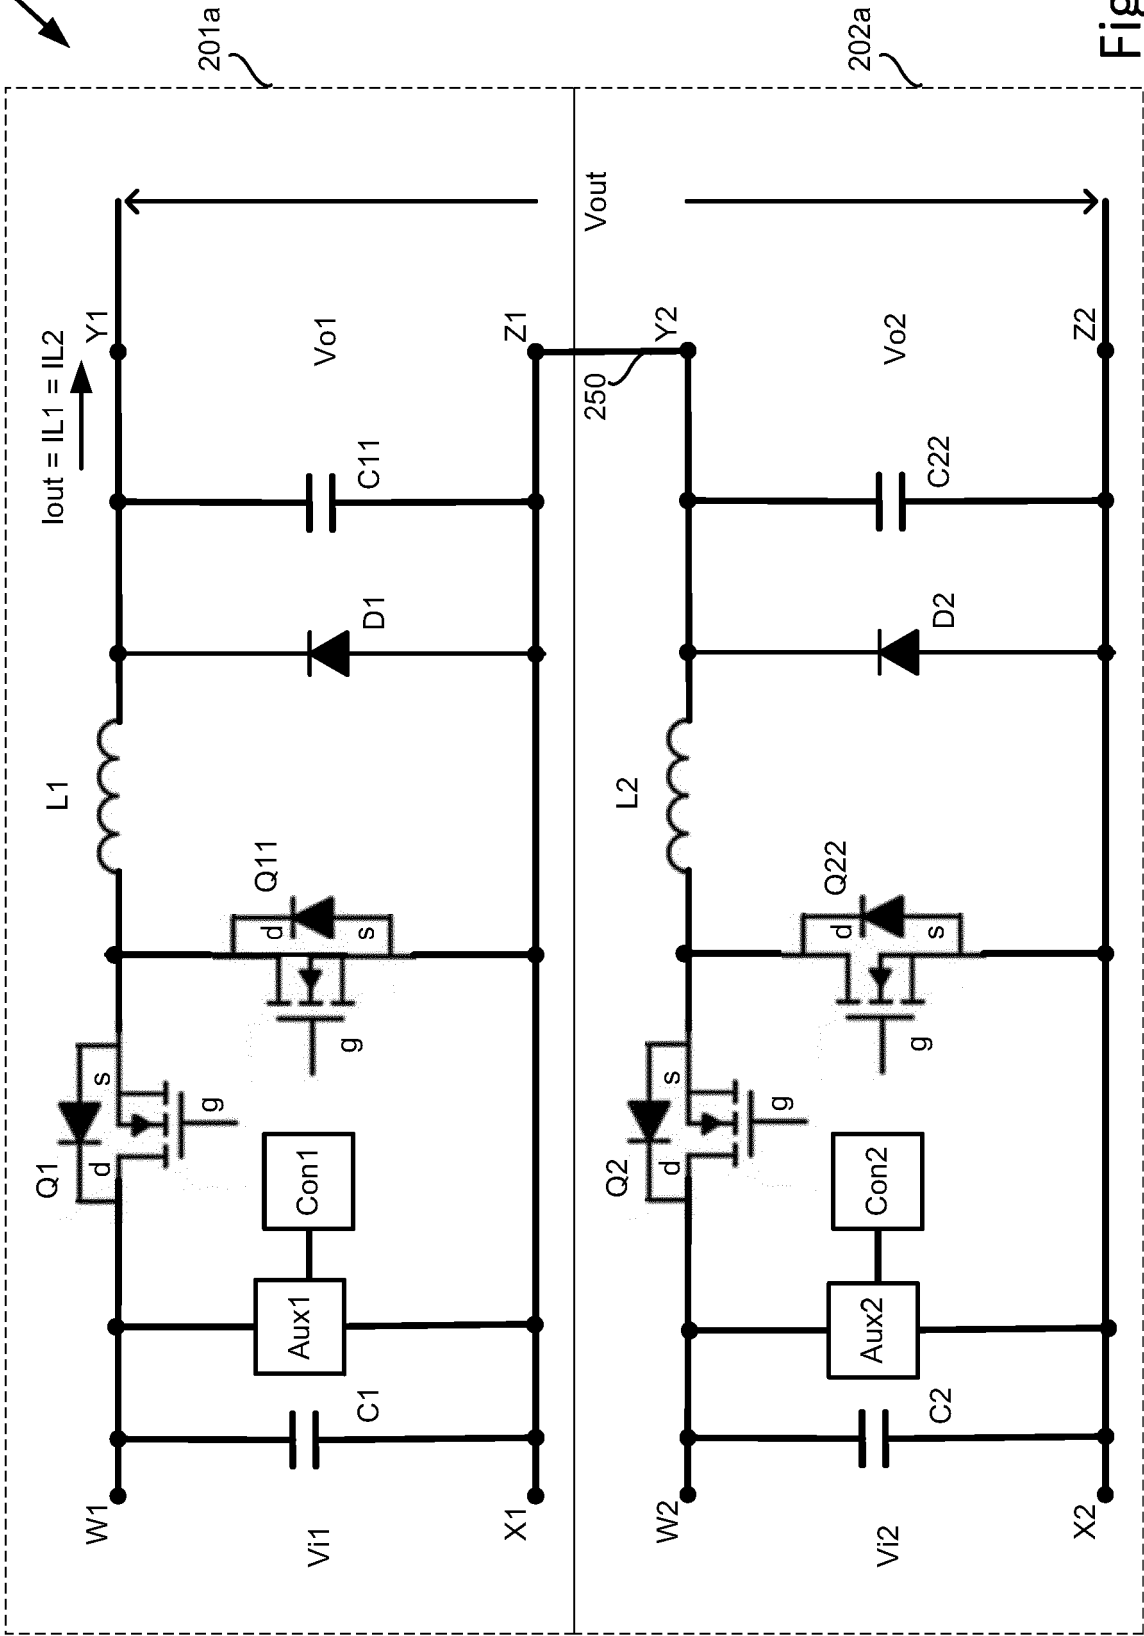 201a
202a
Fig
Iout = IL1 = IL2
Y1
Vo1
Z1
Vout
250
Y2
Vo2
Z2
C11
C22
D1
D2
L1
L2
Q11
d
s
g
Q22
d
s
g
Q1
d
s
g
Q2
d
s
g
Con1
Aux1
Con2
Aux2
C1
C2
W1
Vi1
X1
W2
Vi2
X2